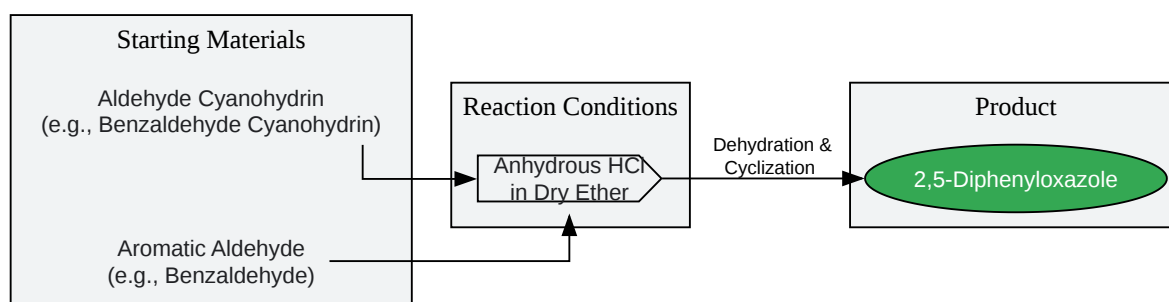 Starting Materials
Aldehyde Cyanohydrin
(e.g., Benzaldehyde Cyanohydrin)
Aromatic Aldehyde
(e.g., Benzaldehyde)
Reaction Conditions
Anhydrous HCl
in Dry Ether
Dehydration &
Cyclization
Product
2,5-Diphenyloxazole